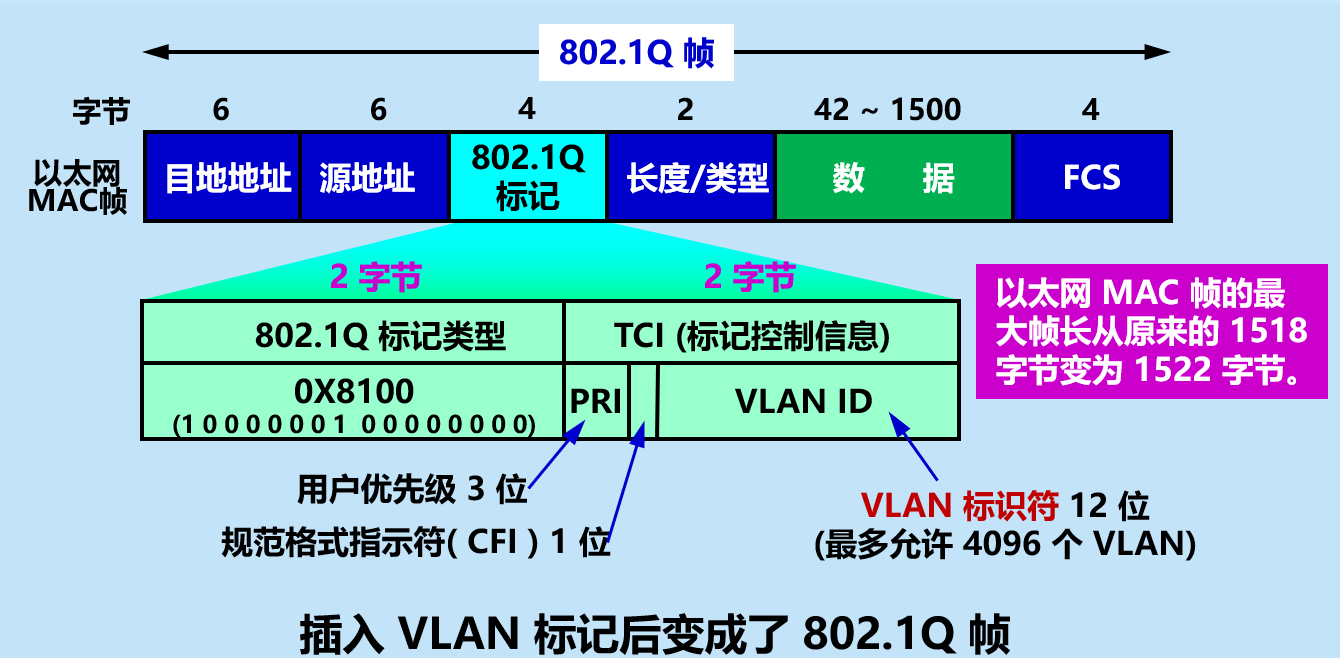 802.1Q 帧
字节 6 6 4 2 42 ~ 1500 4
以太网
MAC帧
目地地址 源地址 802.1Q
标记 长度/类型 数 据 FCS
2 字节 2 字节
802.1Q 标记类型 TCI (标记控制信息)
0X8100
(1 0 0 0 0 0 0 1 0 0 0 0 0 0 0 0)
PRI VLAN ID
以太网 MAC 帧的最
大帧长从原来的 1518
字节变为 1522 字节。
用户优先级 3 位
规范格式指示符( CFI ) 1 位
VLAN 标识符 12 位
(最多允许 4096 个 VLAN)
插入 VLAN 标记后变成了 802.1Q 帧